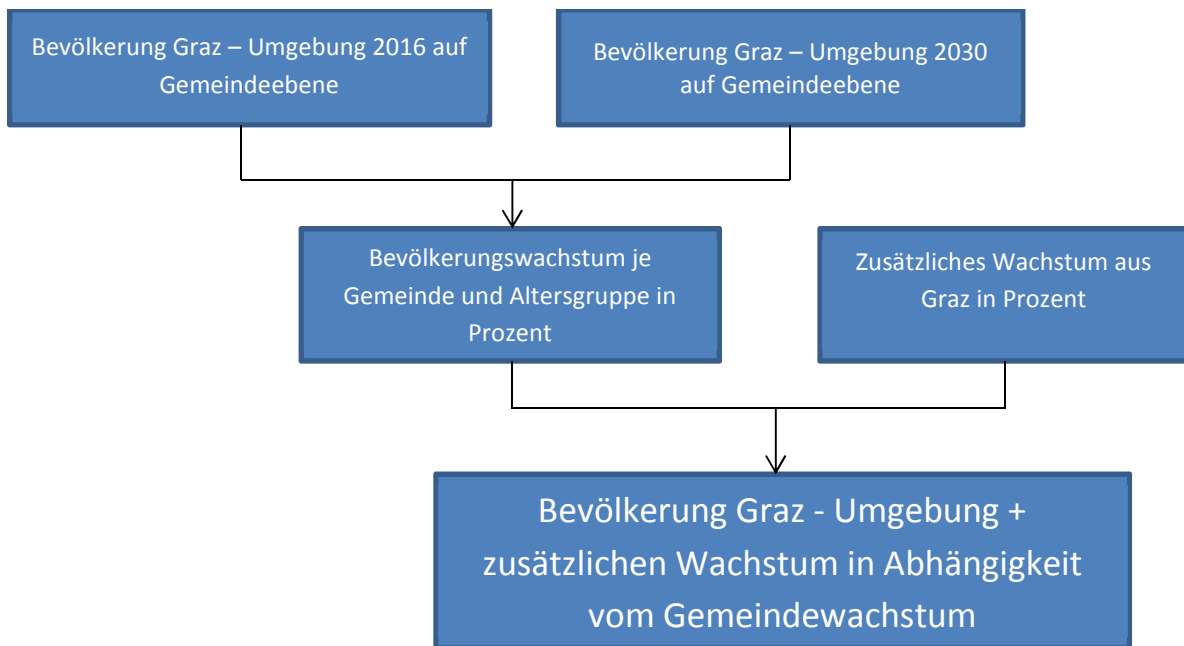 Bevölkerung Graz – Umgebung 2016 auf
Gemeindeebene
Bevölkerung Graz – Umgebung 2030
auf Gemeindeebene
Bevölkerungswachstum je
Gemeinde und Altersgruppe in
Prozent
Zusätzliches Wachstum aus
Graz in Prozent
Bevölkerung Graz - Umgebung +
zusätzlichen Wachstum in Abhängigkeit
vom Gemeindewachstum